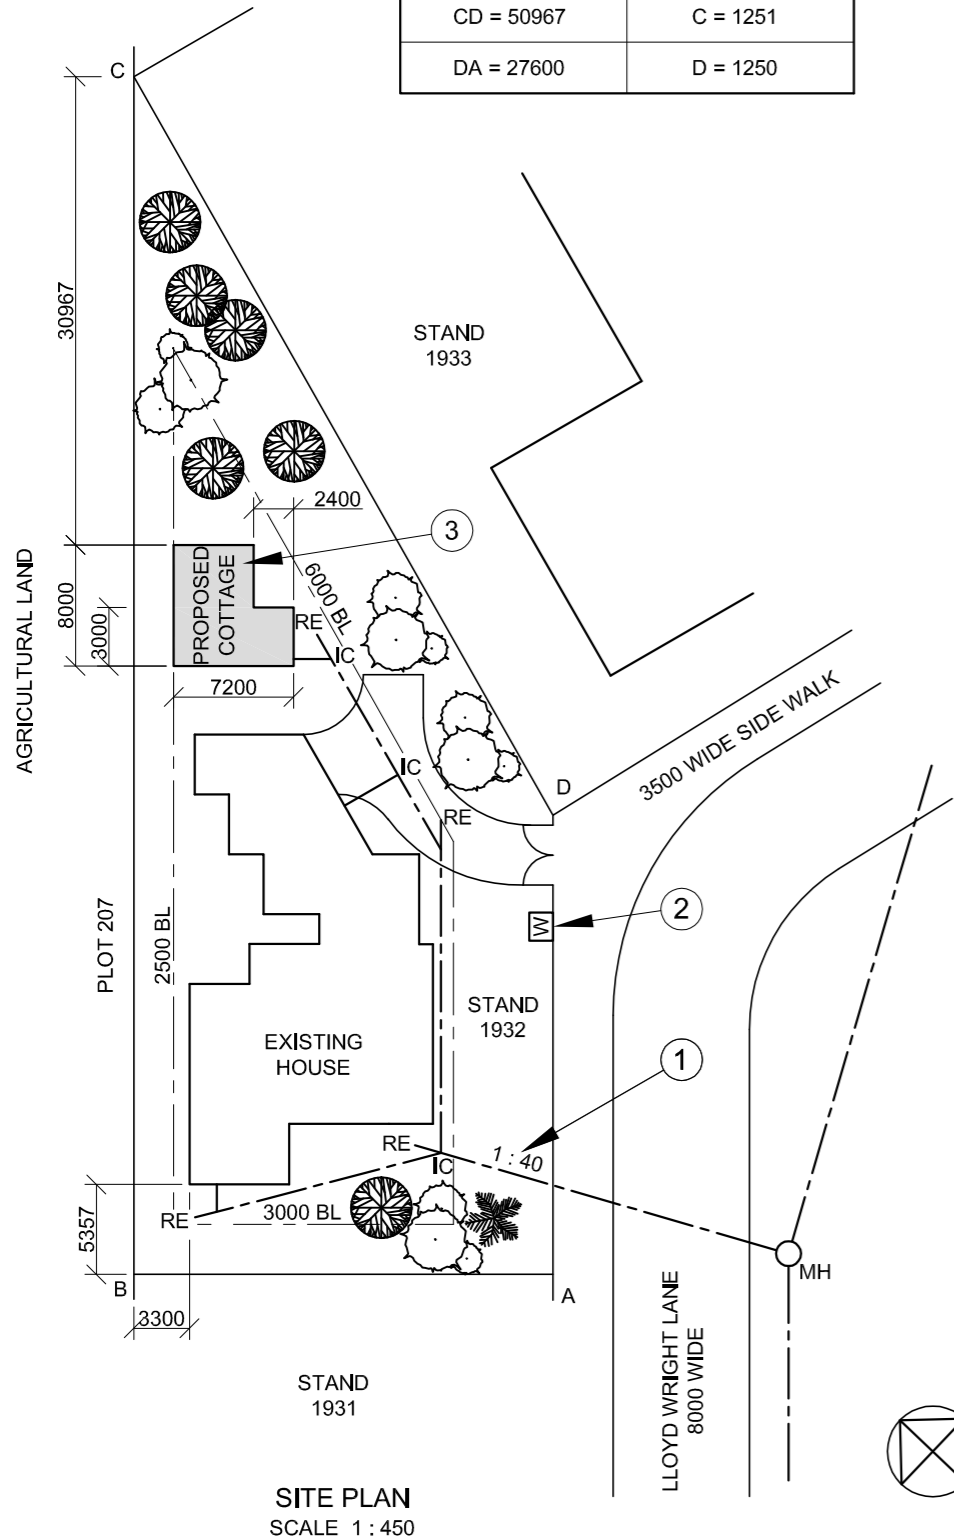 CD = 50967 C = 1251
DA = 27600 D = 1250
C
30967
STAND
1933
2400
3
AGRICULTURAL LAND
8000
3000
PROPOSED
COTTAGE
6000 BL
RE
IC
7200
3500 WIDE SIDE WALK
IC
D
RE
PLOT 207
2500 BL
W
2
STAND
1932
EXISTING
HOUSE
1
RE
1 : 40
IC
5357
RE
3000 BL
MH
B
A
3300
LLOYD WRIGHT LANE
8000 WIDE
STAND
1931
SITE PLAN
SCALE 1 : 450